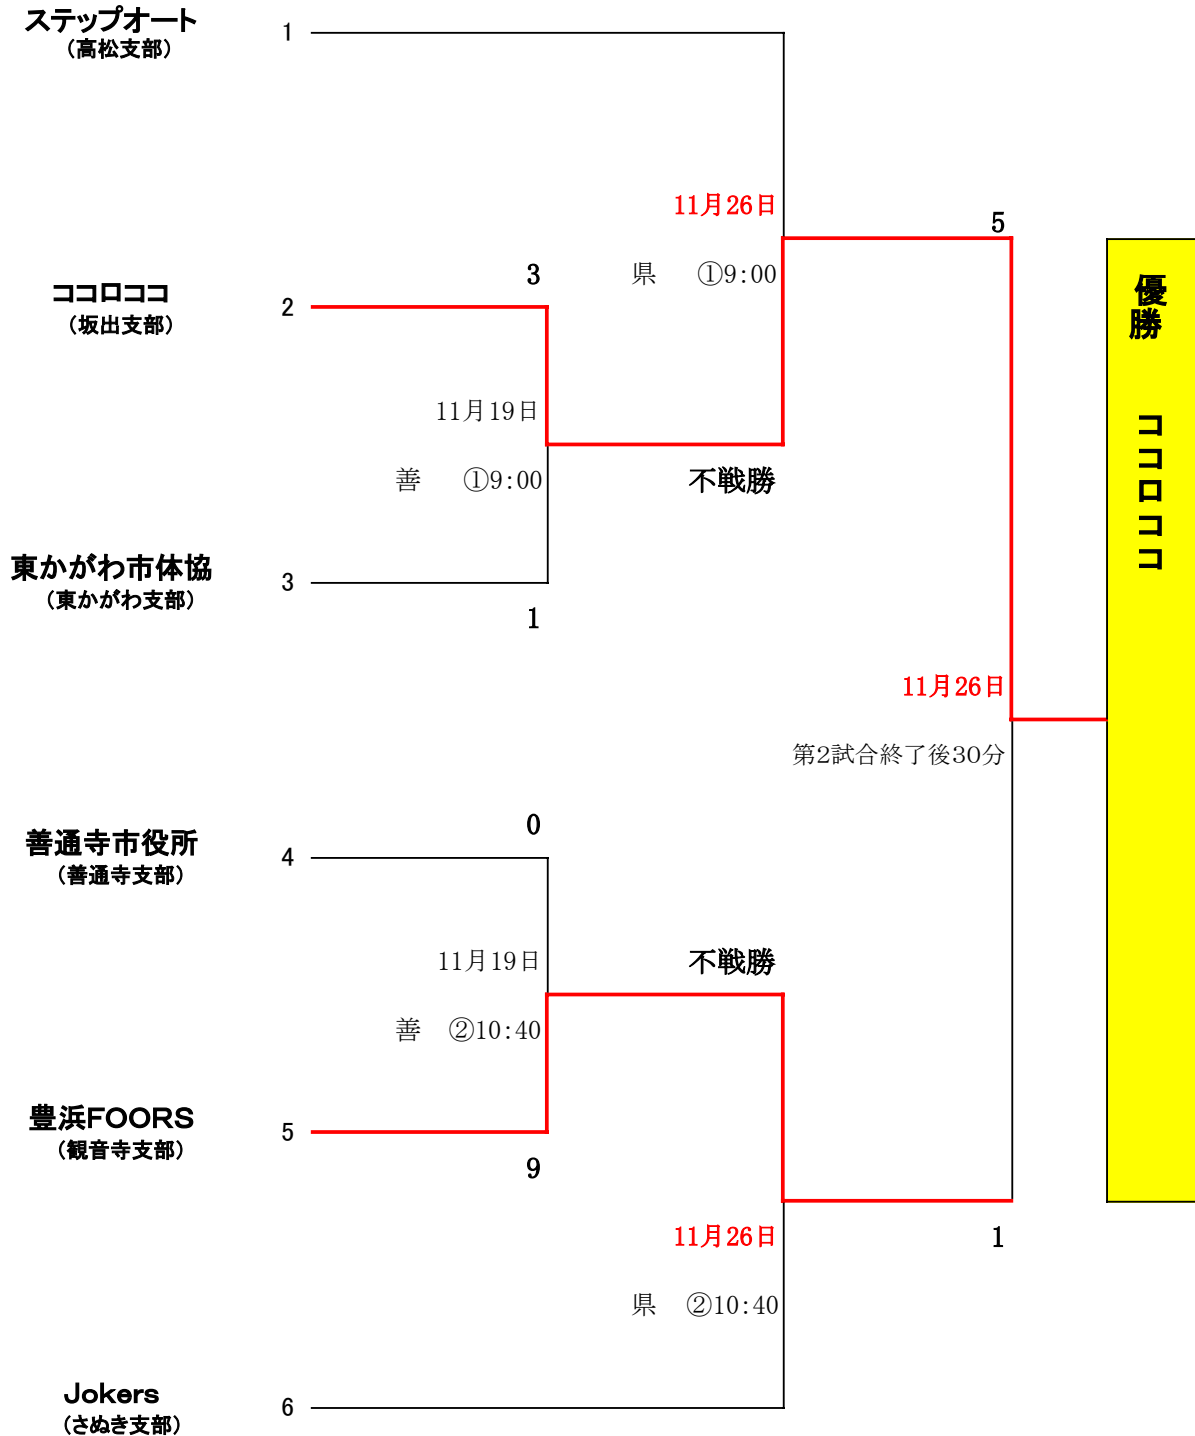 ステップオート
（高松支部）
1
11月26日
5
県 ①9:00
3
ココロココ
（坂出支部）
2
優勝 ココロココ
11月19日
善 ①9:00
不戦勝
東かがわ市体協
（東かがわ支部）
3
1
11月26日
第2試合終了後30分
0
善通寺市役所
（善通寺支部）
4
11月19日
不戦勝
善 ②10:40
豊浜FOORS
（観音寺支部）
5
9
11月26日
1
県 ②10:40
Jokers
（さぬき支部）
6